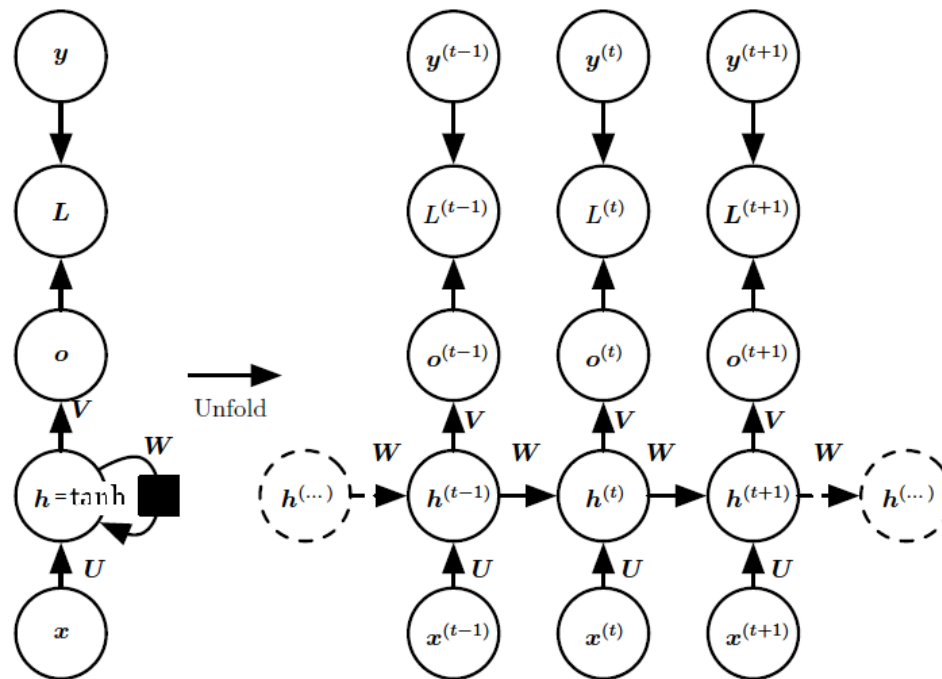 y y^(t−1) y^(t) y^(t+1)
L L^(t−1) L^(t) L^(t+1)
o o^(t−1) o^(t) o^(t+1)
Unfold
V V V V
W W W W W
h = tanh h^(...) h^(t−1) h^(t) h^(t+1) h^(...)
U U U U
x x^(t−1) x^(t) x^(t+1)